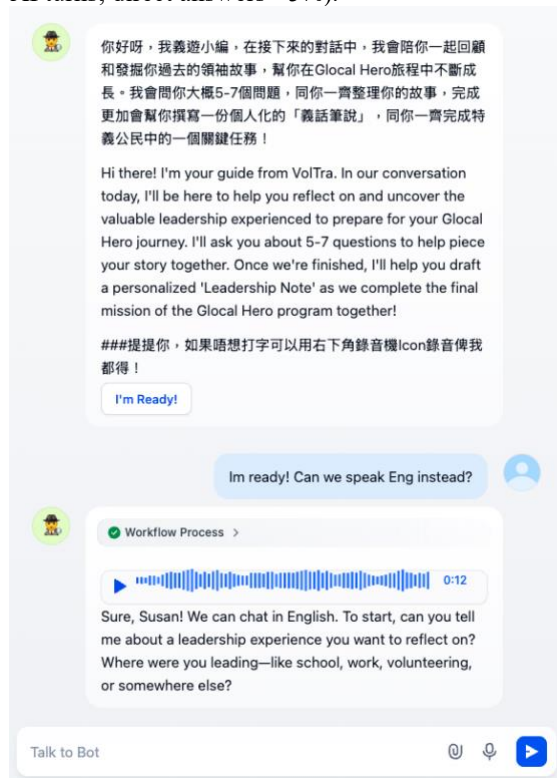 你好呀，我義遊小編，在接下來的對話中，我會陪你一起回顧
和發掘你過去的領袖故事，幫你在Glocal Hero旅程中不斷成
長。我會問你大概5-7個問題，同你一齊整理你的故事，完成
更加會幫你撰寫一份個人化的「義話筆說」，同你一齊完成特
義公民中的一個關鍵任務！
Hi there! I'm your guide from VolTra. In our conversation
today, I'll be here to help you reflect on and uncover the
valuable leadership experienced to prepare for your Glocal
Hero journey. I'll ask you about 5-7 questions to help piece
your story together. Once we're finished, I'll help you draft
a personalized 'Leadership Note' as we complete the final
mission of the Glocal Hero program together!
###提提你，如果唔想打字可以用右下角錄音機Icon錄音俾我
都得！
I'm Ready!
Im ready! Can we speak Eng instead?
Workflow Process >
0:12
Sure, Susan! We can chat in English. To start, can you tell
me about a leadership experience you want to reflect on?
Where were you leading—like school, work, volunteering,
or somewhere else?
Talk to Bot